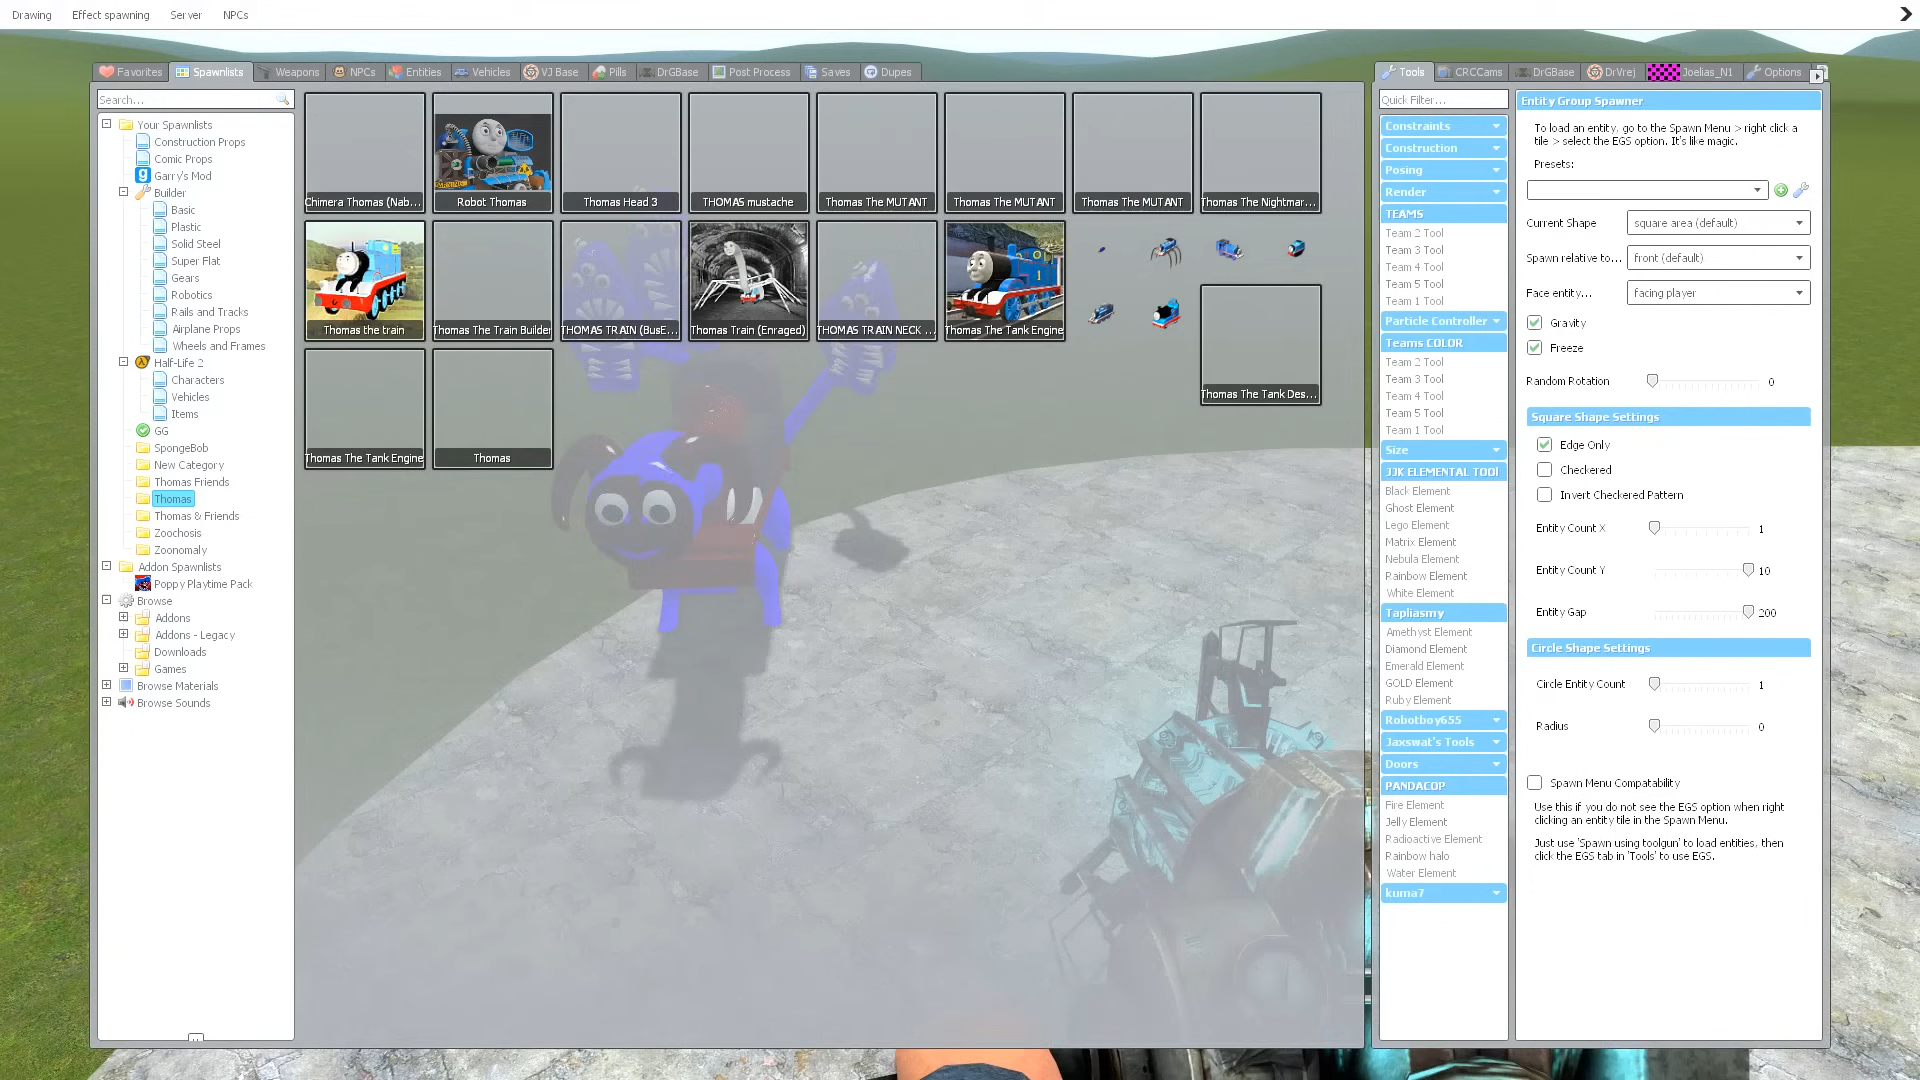 Drawing
Effect spawning
Server
NPCs
Favorites
Spawnlists
Weapons
NPCs
Entities
Vehicles
VJ Base
Pills
DrGBase
Post Process
Saves
Dupes
Search...
Your Spawnlists
Construction Props
Comic Props
Garry's Mod
Builder
Basic
Plastic
Solid Steel
Super Flat
Gears
Robotics
Rails and Tracks
Airplane Props
Wheels and Frames
Half-Life 2
Characters
Vehicles
Items
GG
SpongeBob
New Category
Thomas Friends
Thomas
Thomas & Friends
Zoochosis
Zoonomaly
Addon Spawnlists
Poppy Playtime Pack
Browse
Addons
Addons - Legacy
Downloads
Games
Browse Materials
Browse Sounds
Chimera Thomas (Nab...
Robot Thomas
Thomas Head 3
THOMAS mustache
Thomas The MUTANT
Thomas The MUTANT
Thomas The MUTANT
Thomas The Nightmar...
Thomas the train
Thomas The Train Builder
THOMAS TRAIN (BusE...
Thomas Train (Enraged)
THOMAS TRAIN NECK ...
Thomas The Tank Engine
Thomas The Tank Des...
Thomas The Tank Engine
Thomas
Tools
CRCCams
DrGBase
DrVrej
Joelias_N1
Options
Quick Filter...
Constraints
Construction
Posing
Render
TEAMS
Team 2 Tool
Team 3 Tool
Team 4 Tool
Team 5 Tool
Team 1 Tool
Particle Controller
Teams COLOR
Team 2 Tool
Team 3 Tool
Team 4 Tool
Team 5 Tool
Team 1 Tool
Size
JJK ELEMENTAL TOOl
Black Element
Ghost Element
Lego Element
Matrix Element
Nebula Element
Rainbow Element
White Element
Tapliasmy
Amethyst Element
Diamond Element
Emerald Element
GOLD Element
Ruby Element
Robotboy655
Jaxswat's Tools
Doors
PANDACOP
Fire Element
Jelly Element
Radioactive Element
Rainbow halo
Water Element
kuma7
Entity Group Spawner
To load an entity, go to the Spawn Menu > right click a
tile > select the EGS option. It's like magic.
Presets:
Current Shape
square area (default)
Spawn relative to...
front (default)
Face entity...
facing player
Gravity
Freeze
Random Rotation
0
Square Shape Settings
Edge Only
Checkered
Invert Checkered Pattern
Entity Count X
1
Entity Count Y
10
Entity Gap
200
Circle Shape Settings
Circle Entity Count
1
Radius
0
Spawn Menu Compatability
Use this if you do not see the EGS option when right
clicking an entity tile in the Spawn Menu.
Just use 'Spawn using toolgun' to load entities, then
click the EGS tab in 'Tools' to use EGS.